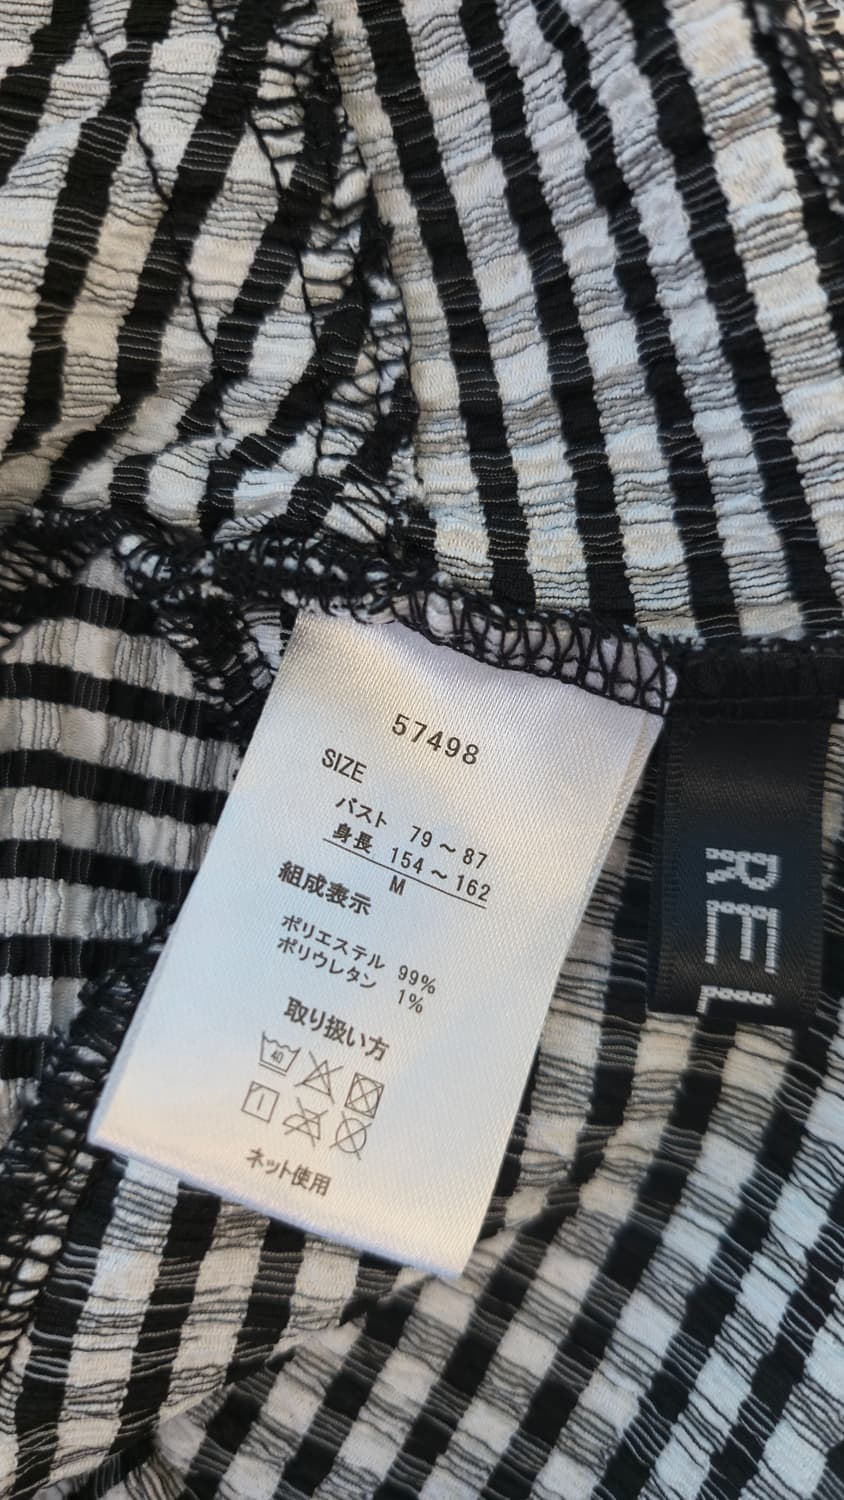 57498
SIZE
バスト 79～87
身長 154～162
M
組成表示
ポリエステル 99%
ポリウレタン 1%
取り扱い方
40
ネット使用
REL